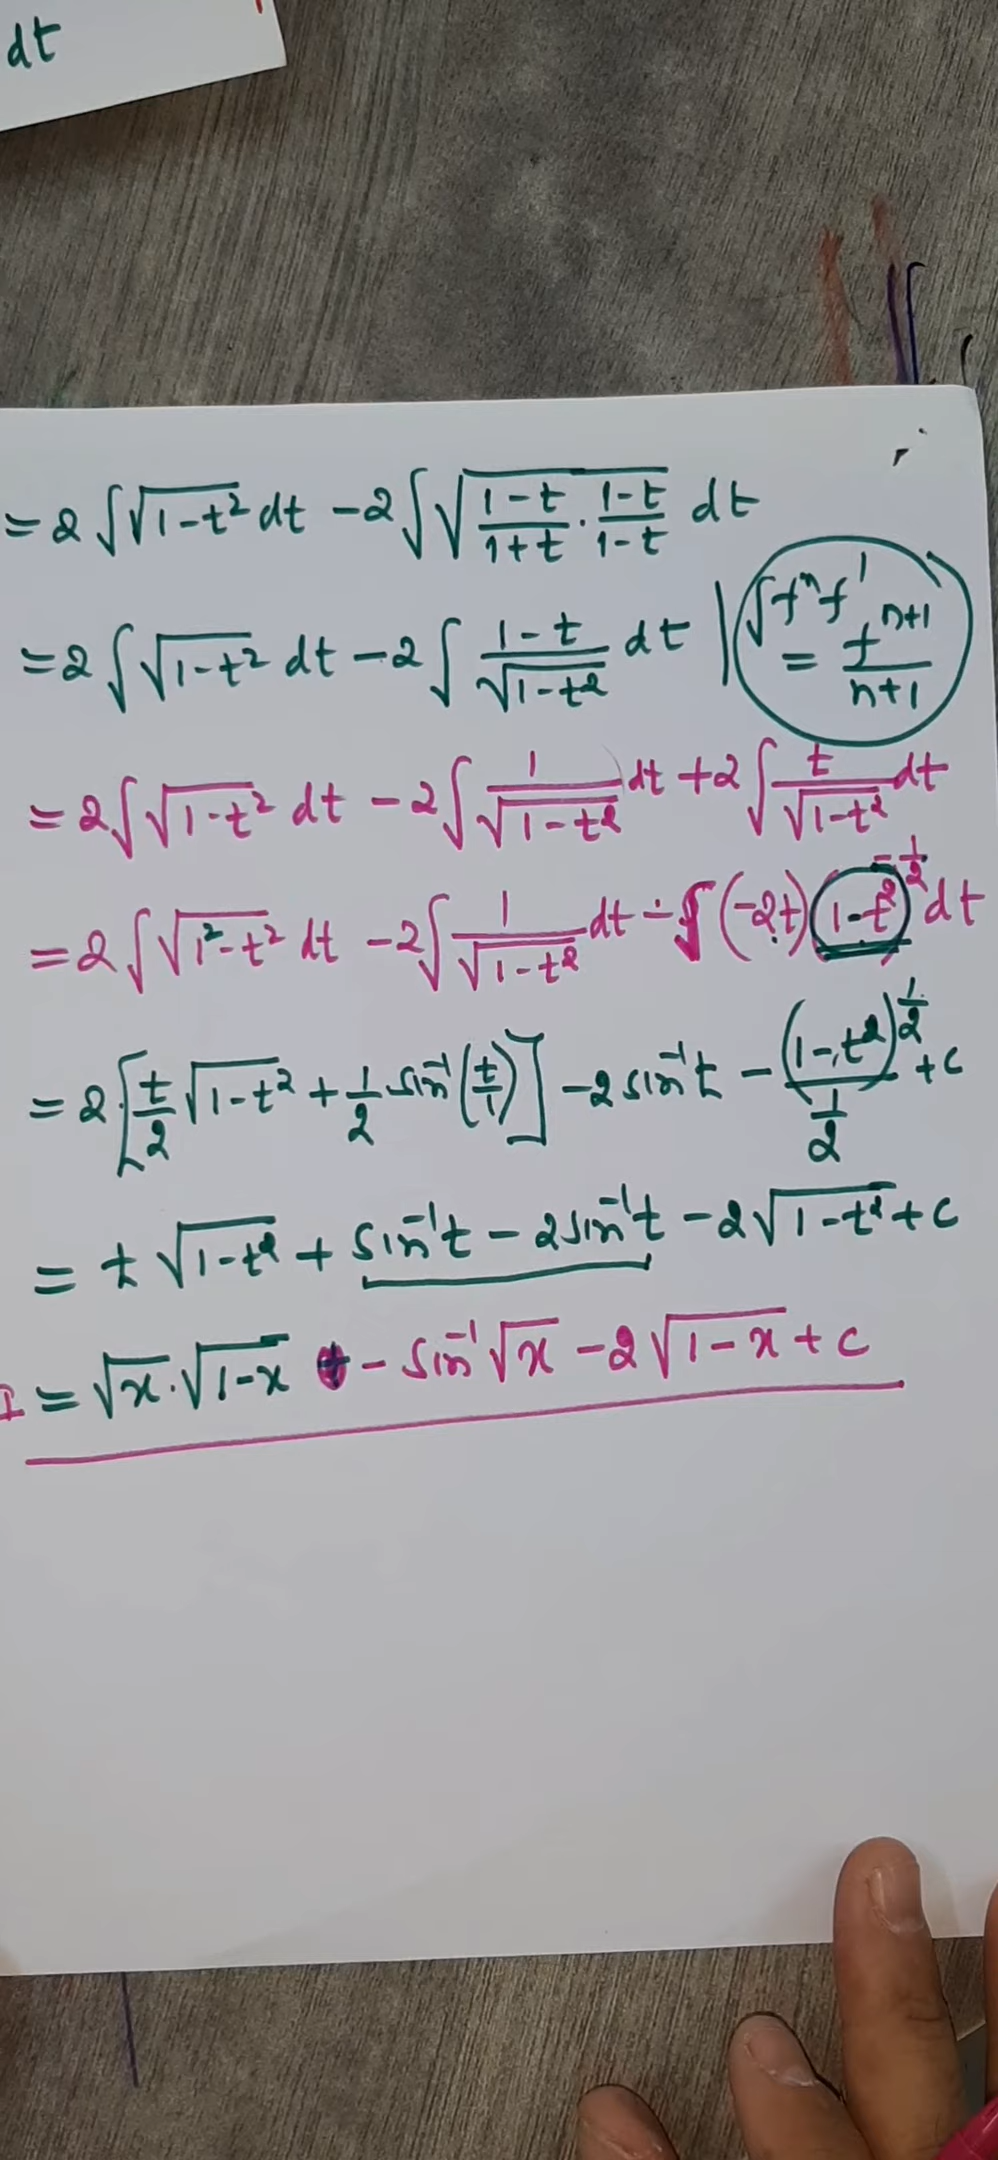 dt
= 2 ∫√(1-t²) dt - 2 ∫√((1-t)/(1+t) · (1-t)/(1-t)) dt
= 2 ∫√(1-t²) dt - 2 ∫ (1-t)/√(1-t²) dt | ∫fⁿf' = fⁿ⁺¹/(n+1)
= 2 ∫√(1-t²) dt - 2 ∫ 1/√(1-t²) dt + 2 ∫ t/√(1-t²) dt
= 2 ∫√(1²-t²) dt - 2 ∫ 1/√(1-t²) dt - ∫(-2t)(1-t²)^(-1/2) dt
= 2·[t/2 √(1-t²) + 1/2 sin⁻¹(t/1)] - 2 sin⁻¹t - (1-t²)^(1/2)/(1/2) + c
= t √(1-t²) + sin⁻¹t - 2 sin⁻¹t - 2√(1-t²) + c
I = √x·√(1-x) - sin⁻¹√x - 2√(1-x) + c